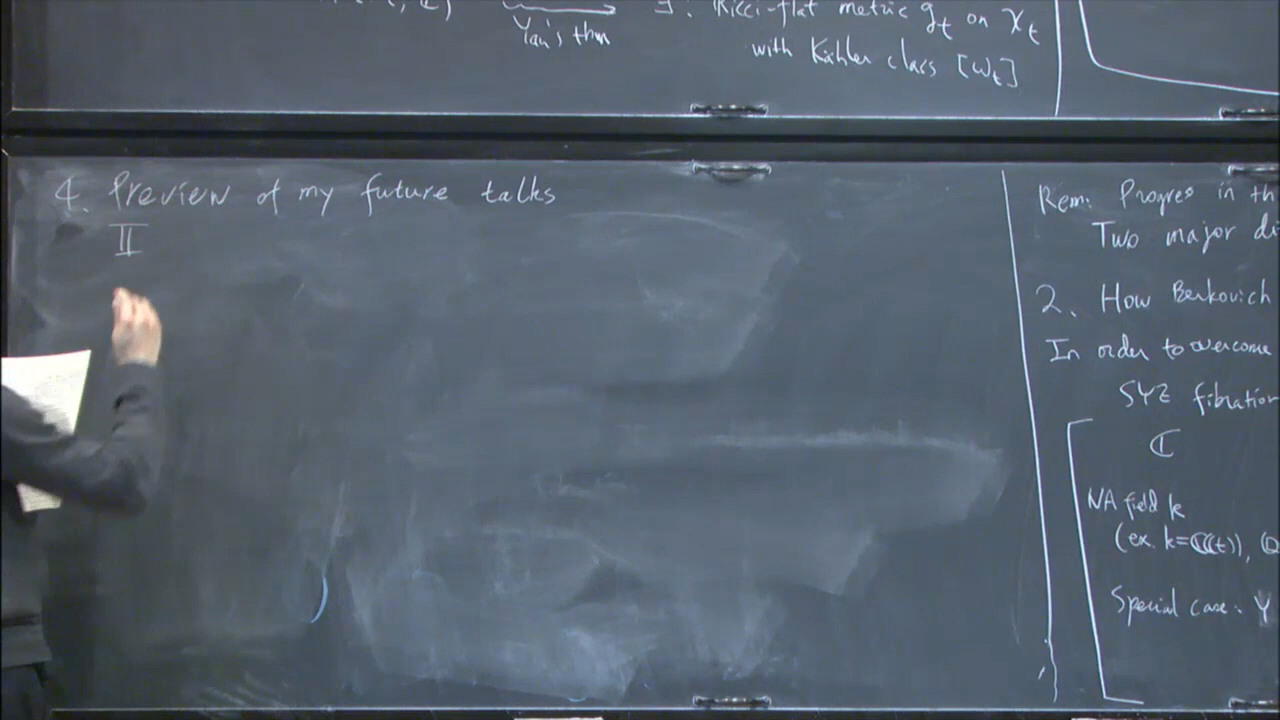 Yau's thm
∃! Ricci-flat metric g_t on X_t
with Kähler class [ω_t]
4. Preview of my future talks
II
Rem: Progres in th
Two major di
2. How Berkovich
In order to overcome
SYZ fibration
ℂ
NA field k
(ex. k=ℂ((t)), ℚ
Special case: Y